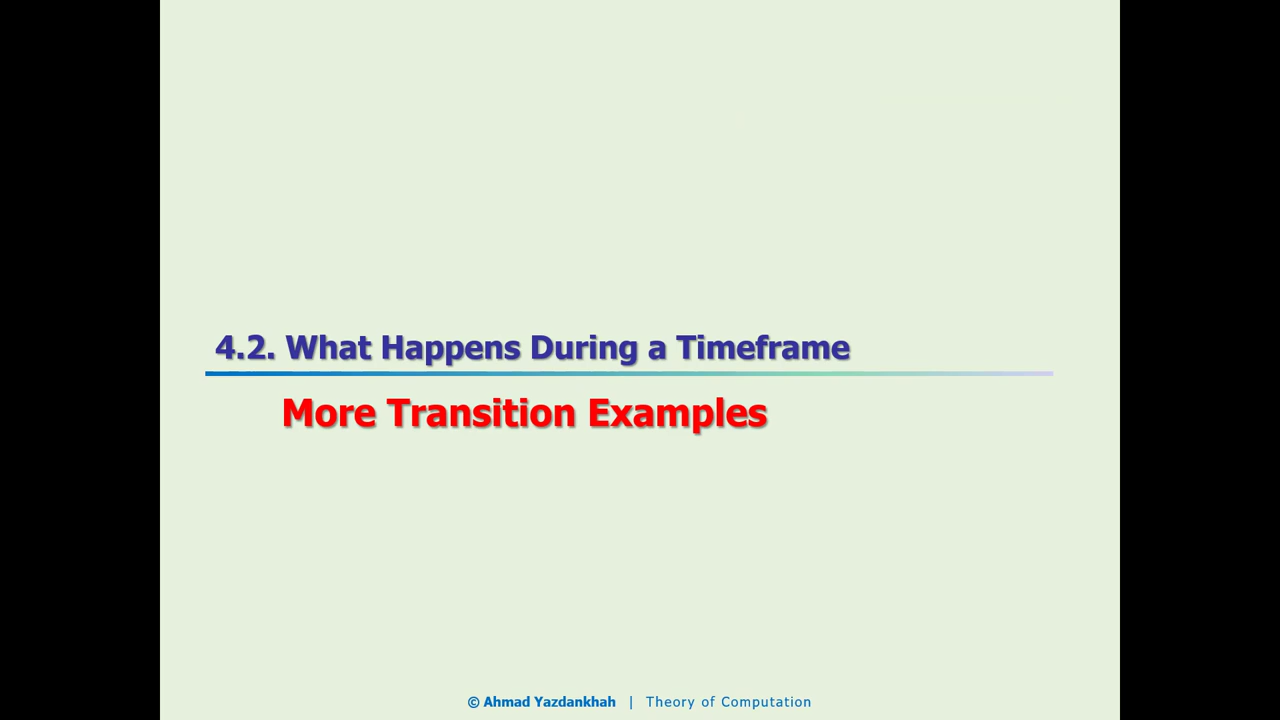 4.2. What Happens During a Timeframe
More Transition Examples
© Ahmad Yazdankhah | Theory of Computation